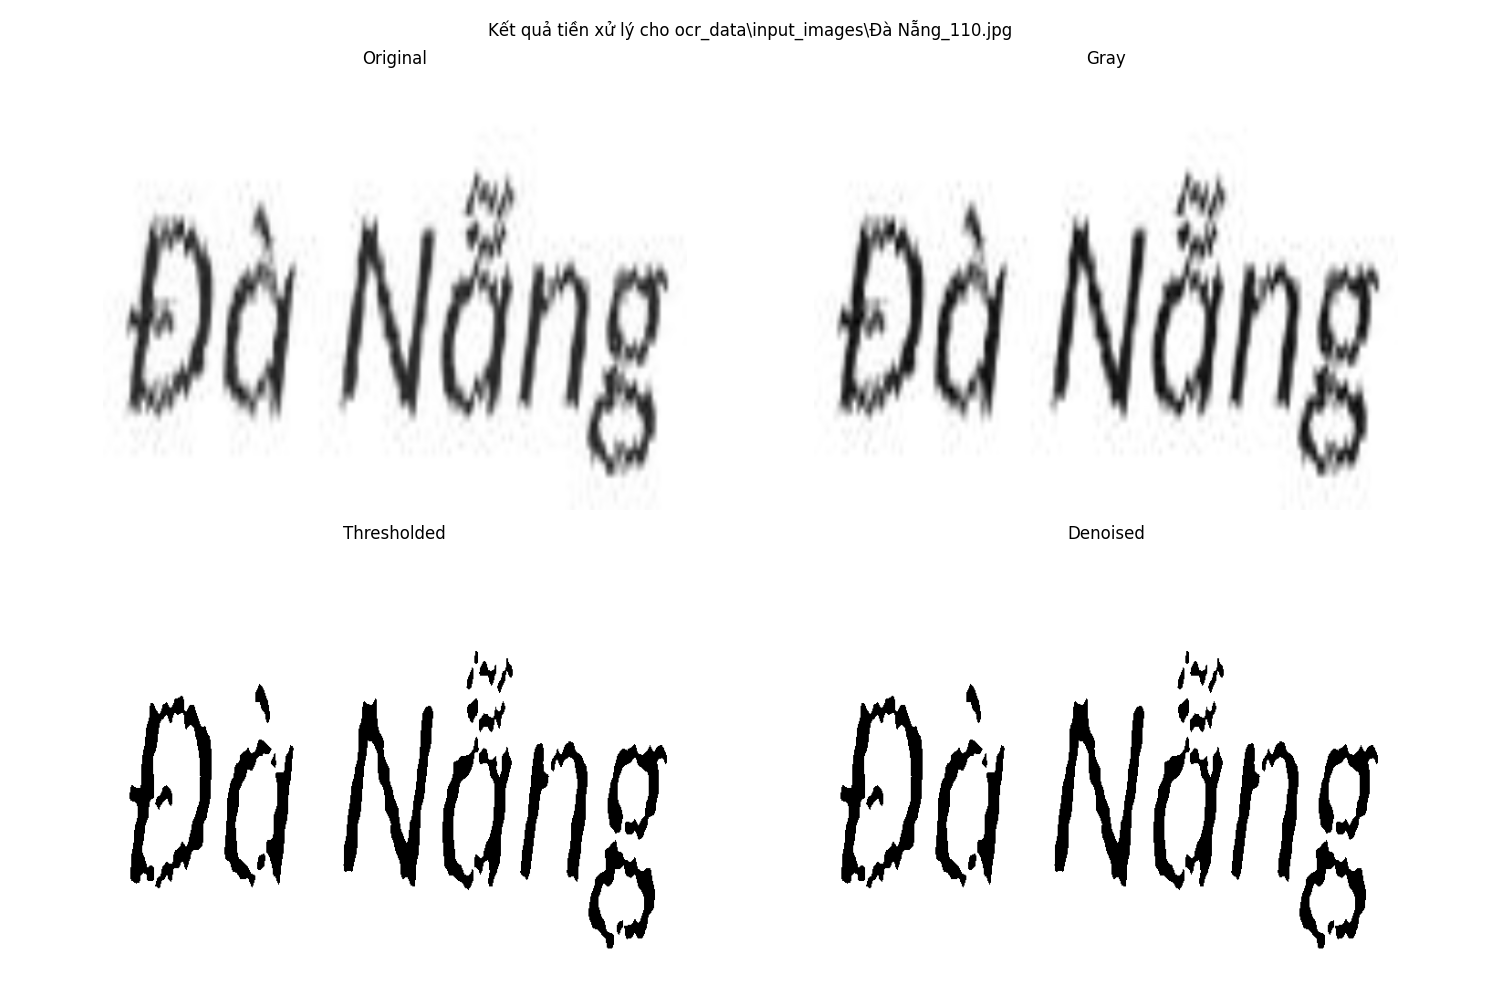 Kết quả tiền xử lý cho ocr_data\input_images\Đà Nẵng_110.jpg
Original
Gray
Đà Nẵng
Đà Nẵng
Thresholded
Denoised
Đà Nẵng
Đà Nẵng